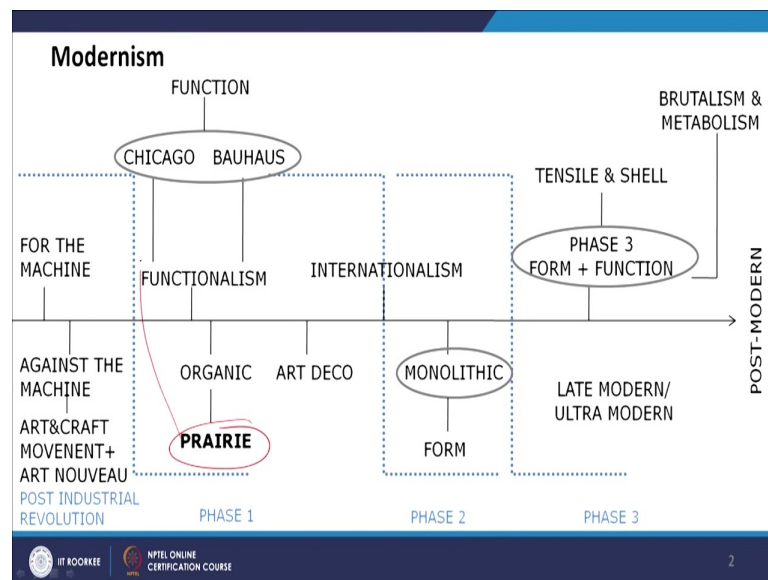 Modernism
FUNCTION
BRUTALISM &
METABOLISM
CHICAGO BAUHAUS
TENSILE & SHELL
FOR THE
MACHINE
FUNCTIONALISM
INTERNATIONALISM
PHASE 3
FORM + FUNCTION
POST-MODERN
AGAINST THE
MACHINE
ART&CRAFT
MOVENENT+
ART NOUVEAU
ORGANIC
ART DECO
MONOLITHIC
PRAIRIE
FORM
LATE MODERN/
ULTRA MODERN
POST INDUSTRIAL
REVOLUTION
PHASE 1
PHASE 2
PHASE 3
IIT ROORKEE
NPTEL ONLINE
CERTIFICATION COURSE
2